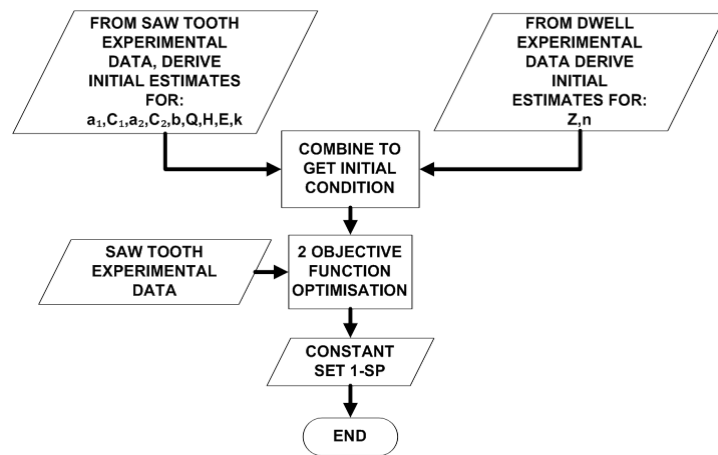 FROM SAW TOOTH
EXPERIMENTAL
DATA, DERIVE
INITIAL ESTIMATES
FOR:
a₁,C₁,a₂,C₂,b,Q,H,E,k
FROM DWELL
EXPERIMENTAL
DATA DERIVE
INITIAL
ESTIMATES FOR:
Z,n
COMBINE TO
GET INITIAL
CONDITION
SAW TOOTH
EXPERIMENTAL
DATA
2 OBJECTIVE
FUNCTION
OPTIMISATION
CONSTANT
SET 1-SP
END